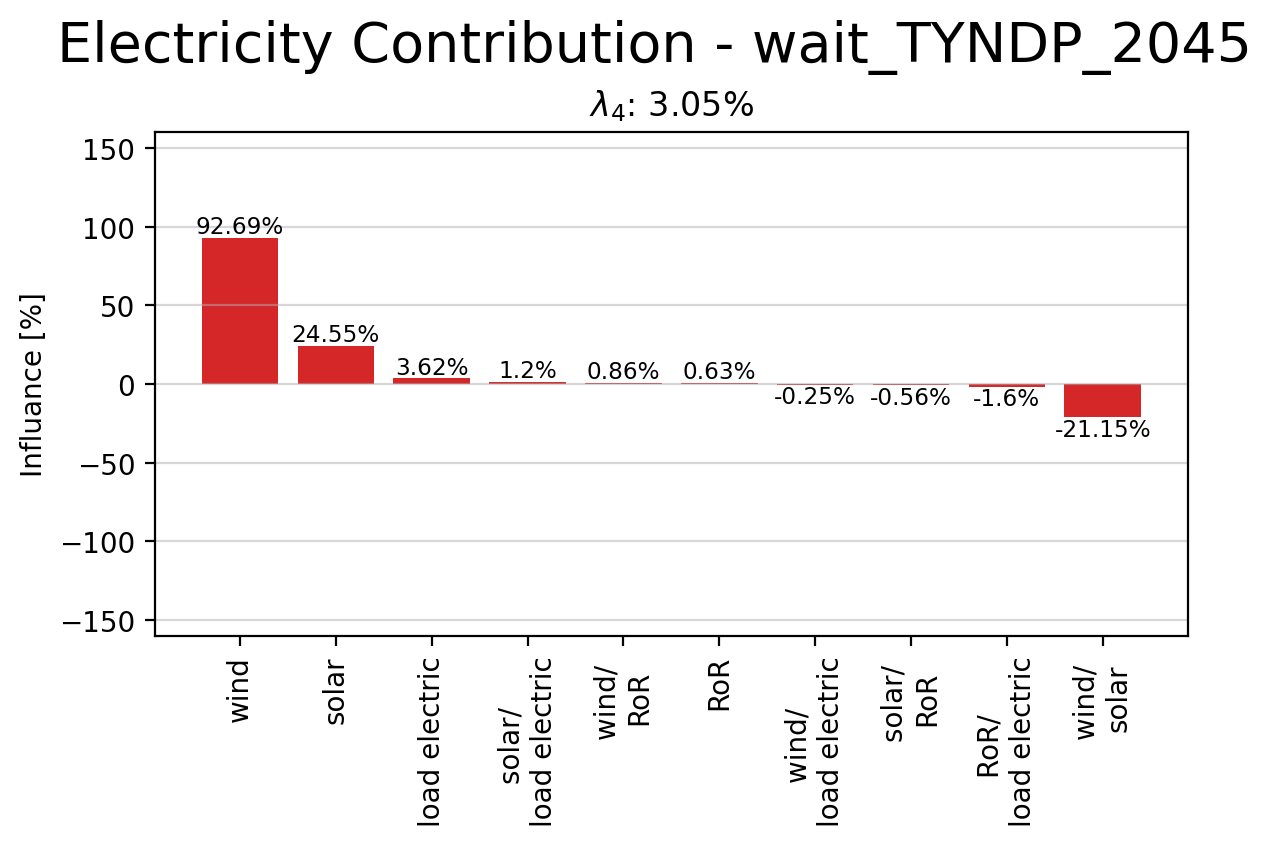 Electricity Contribution - wait_TYNDP_2045
λ4: 3.05%
Influance [%]
150
100
50
0
−50
−100
−150
92.69%
24.55%
3.62%
1.2%
0.86%
0.63%
-0.25%
-0.56%
-1.6%
-21.15%
wind
solar
load electric
solar/
load electric
wind/
RoR
RoR
wind/
load electric
solar/
RoR
RoR/
load electric
wind/
solar